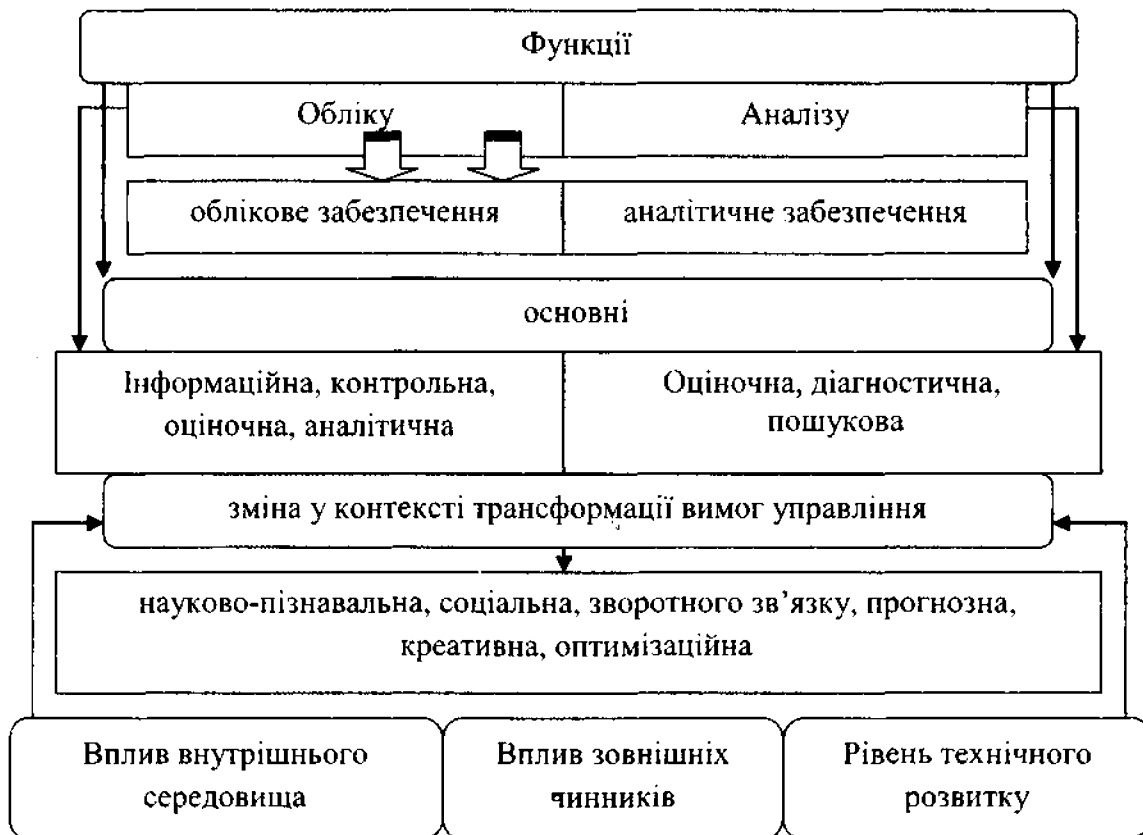 Функції
Обліку
Аналізу
облікове забезпечення
аналітичне забезпечення
основні
Інформаційна, контрольна,
оціночна, аналітична
Оціночна, діагностична,
пошукова
зміна у контексті трансформації вимог управління
науково-пізнавальна, соціальна, зворотного зв’язку, прогнозна,
креативна, оптимізаційна
Вплив внутрішнього
середовища
Вплив зовнішніх
чинників
Рівень технічного
розвитку